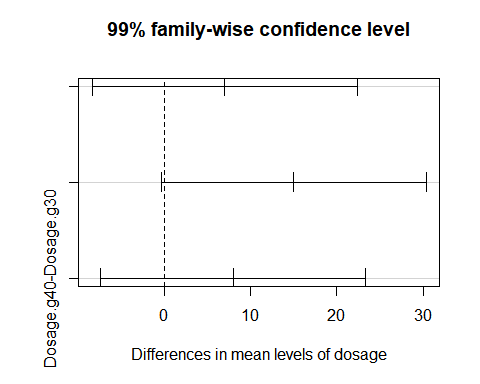 99% family-wise confidence level
Dosage.g40-Dosage.g30
0 10 20 30
Differences in mean levels of dosage